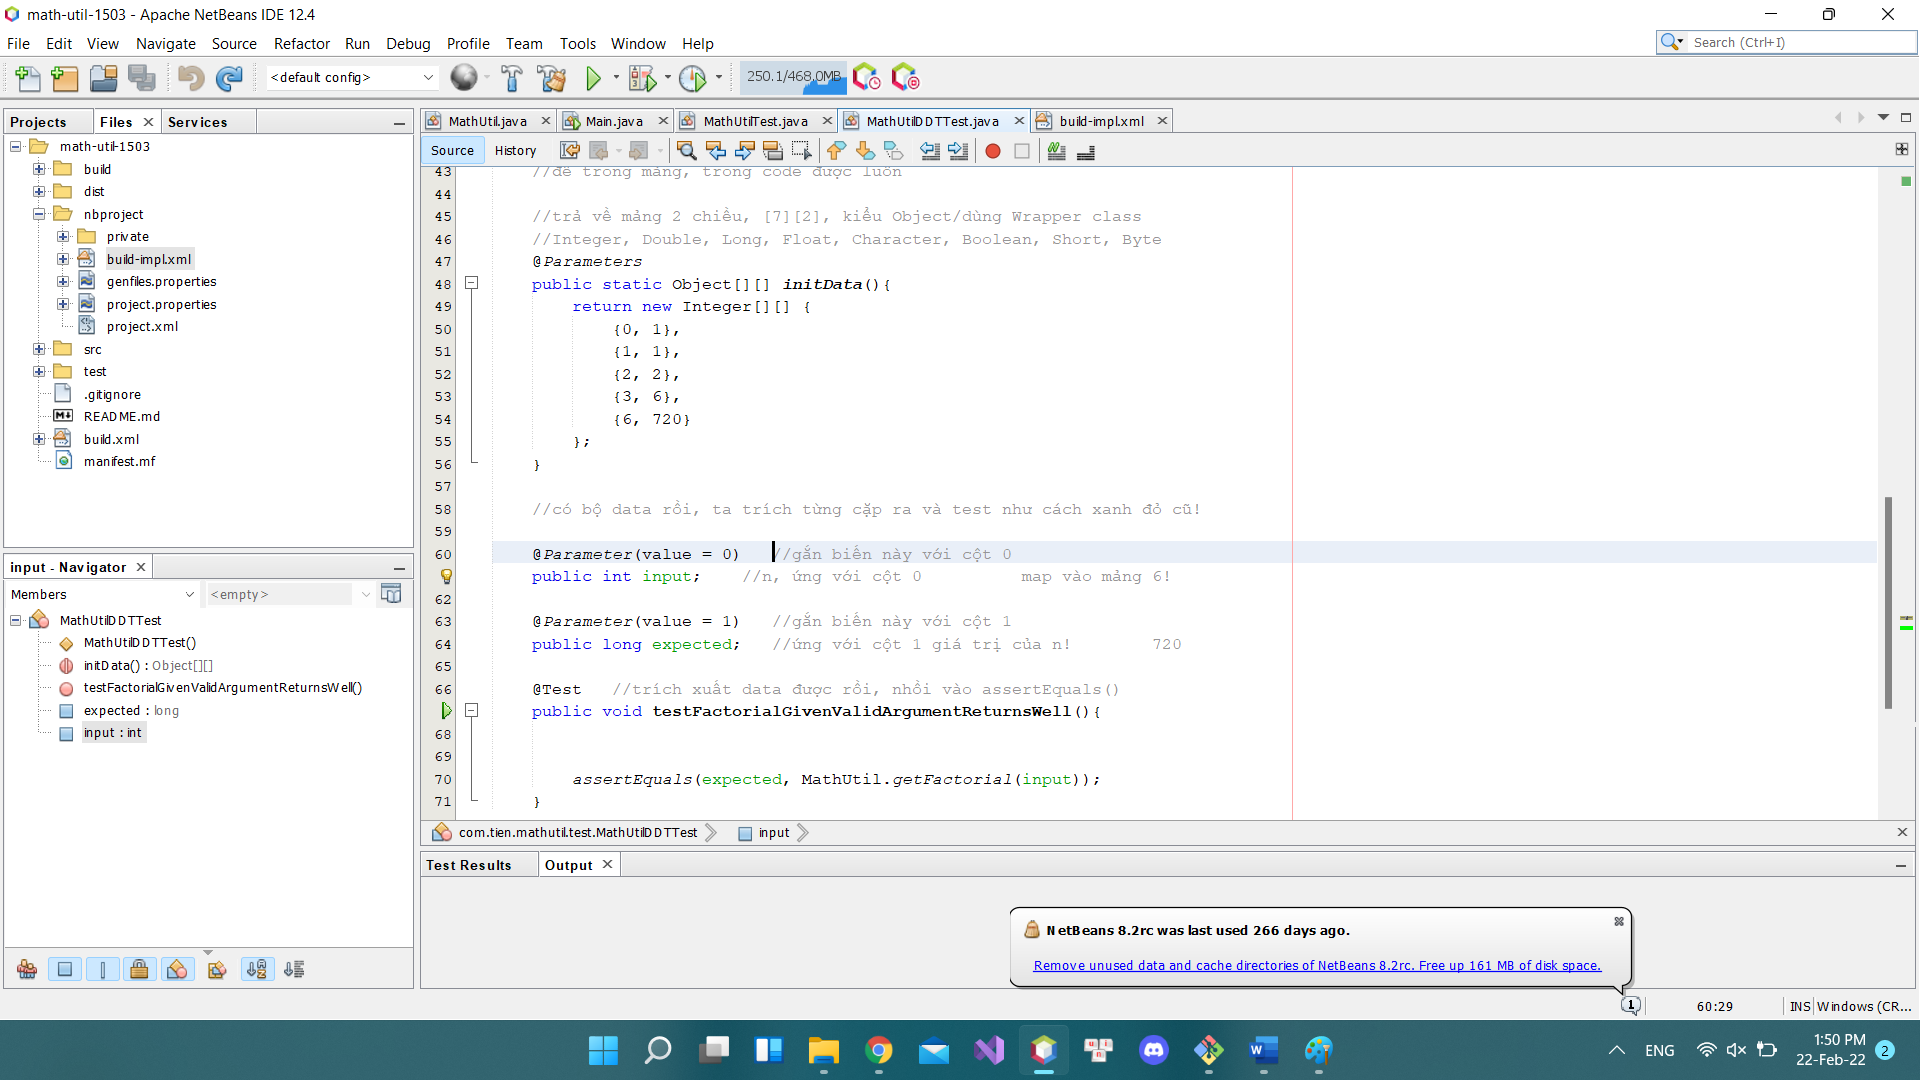 math-util-1503 - Apache NetBeans IDE 12.4
File Edit View Navigate Source Refactor Run Debug Profile Team Tools Window Help
Search (Ctrl+I)
<default config>
250.1/468.0MB
Projects Files Services
math-util-1503
build
dist
nbproject
private
build-impl.xml
genfiles.properties
project.properties
project.xml
src
test
.gitignore
README.md
build.xml
manifest.mf
input - Navigator
Members <empty>
MathUtilDDTTest
MathUtilDDTTest()
initData() : Object[][]
testFactorialGivenValidArgumentReturnsWell()
expected : long
input : int
MathUtil.java Main.java MathUtilTest.java MathUtilDDTTest.java build-impl.xml
Source History
43 //để trong mảng, trong code được luôn
44
45 //trả về mảng 2 chiều, [7][2], kiểu Object/dùng Wrapper class
46 //Integer, Double, Long, Float, Character, Boolean, Short, Byte
47 @Parameters
48 public static Object[][] initData(){
49 return new Integer[][] {
50 {0, 1},
51 {1, 1},
52 {2, 2},
53 {3, 6},
54 {6, 720}
55 };
56 }
57
58 //có bộ data rồi, ta trích từng cặp ra và test như cách xanh đỏ cũ!
59
60 @Parameter(value = 0) //gắn biến này với cột 0
public int input; //n, ứng với cột 0 map vào mảng 6!
62
63 @Parameter(value = 1) //gắn biến này với cột 1
64 public long expected; //ứng với cột 1 giá trị của n! 720
65
66 @Test //trích xuất data được rồi, nhồi vào assertEquals()
public void testFactorialGivenValidArgumentReturnsWell(){
68
69
70 assertEquals(expected, MathUtil.getFactorial(input));
71 }
com.tien.mathutil.test.MathUtilDDTTest input
Test Results Output
NetBeans 8.2rc was last used 266 days ago.
Remove unused data and cache directories of NetBeans 8.2rc. Free up 161 MB of disk space.
1 60:29 INS Windows (CR...
ENG 1:50 PM
22-Feb-22 2